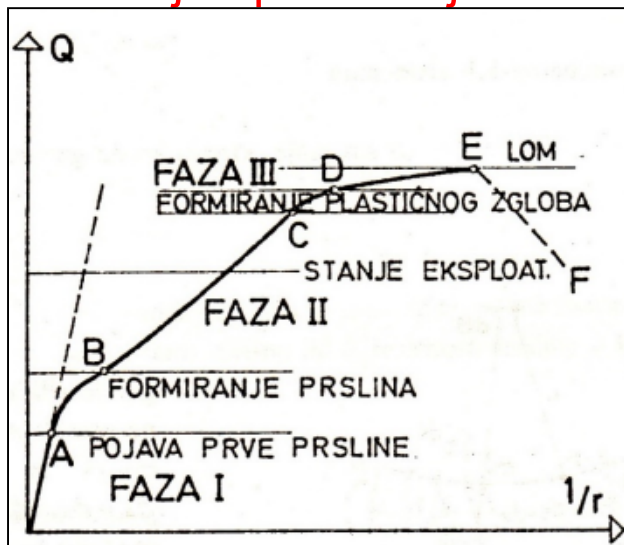 Q
E LOM
FAZA III D
FORMIRANJE PLASTIČNOG ZGLOBA
C
STANJE EKSPLOAT. F
FAZA II
B
FORMIRANJE PRSLINA
A POJAVA PRVE PRSLINE
FAZA I
1/r